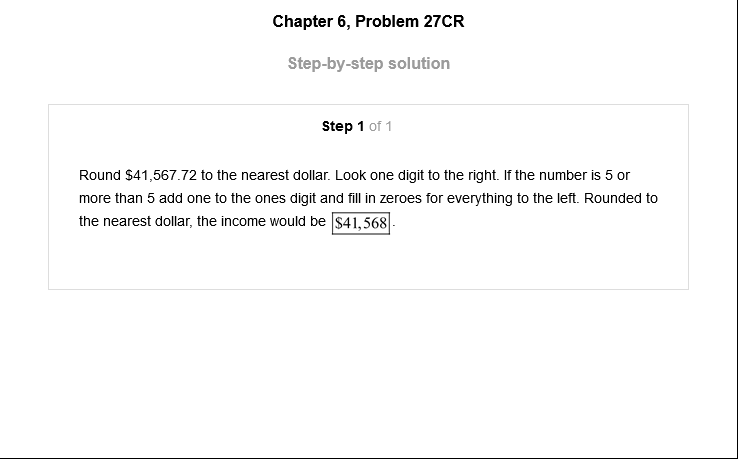 Chapter 6, Problem 27CR
Step-by-step solution
Step 1 of 1
Round $41,567.72 to the nearest dollar. Look one digit to the right. If the number is 5 or
more than 5 add one to the ones digit and fill in zeroes for everything to the left. Rounded to
the nearest dollar, the income would be $41,568.